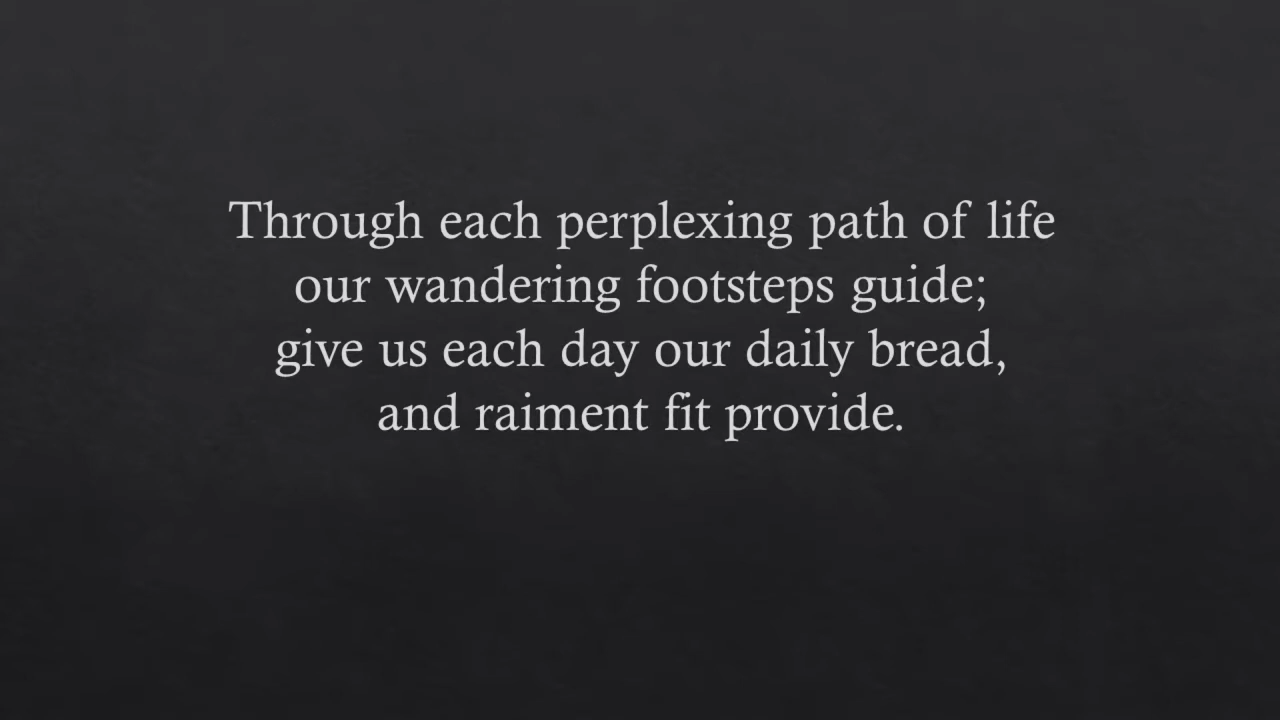 Through each perplexing path of life
our wandering footsteps guide;
give us each day our daily bread,
and raiment fit provide.